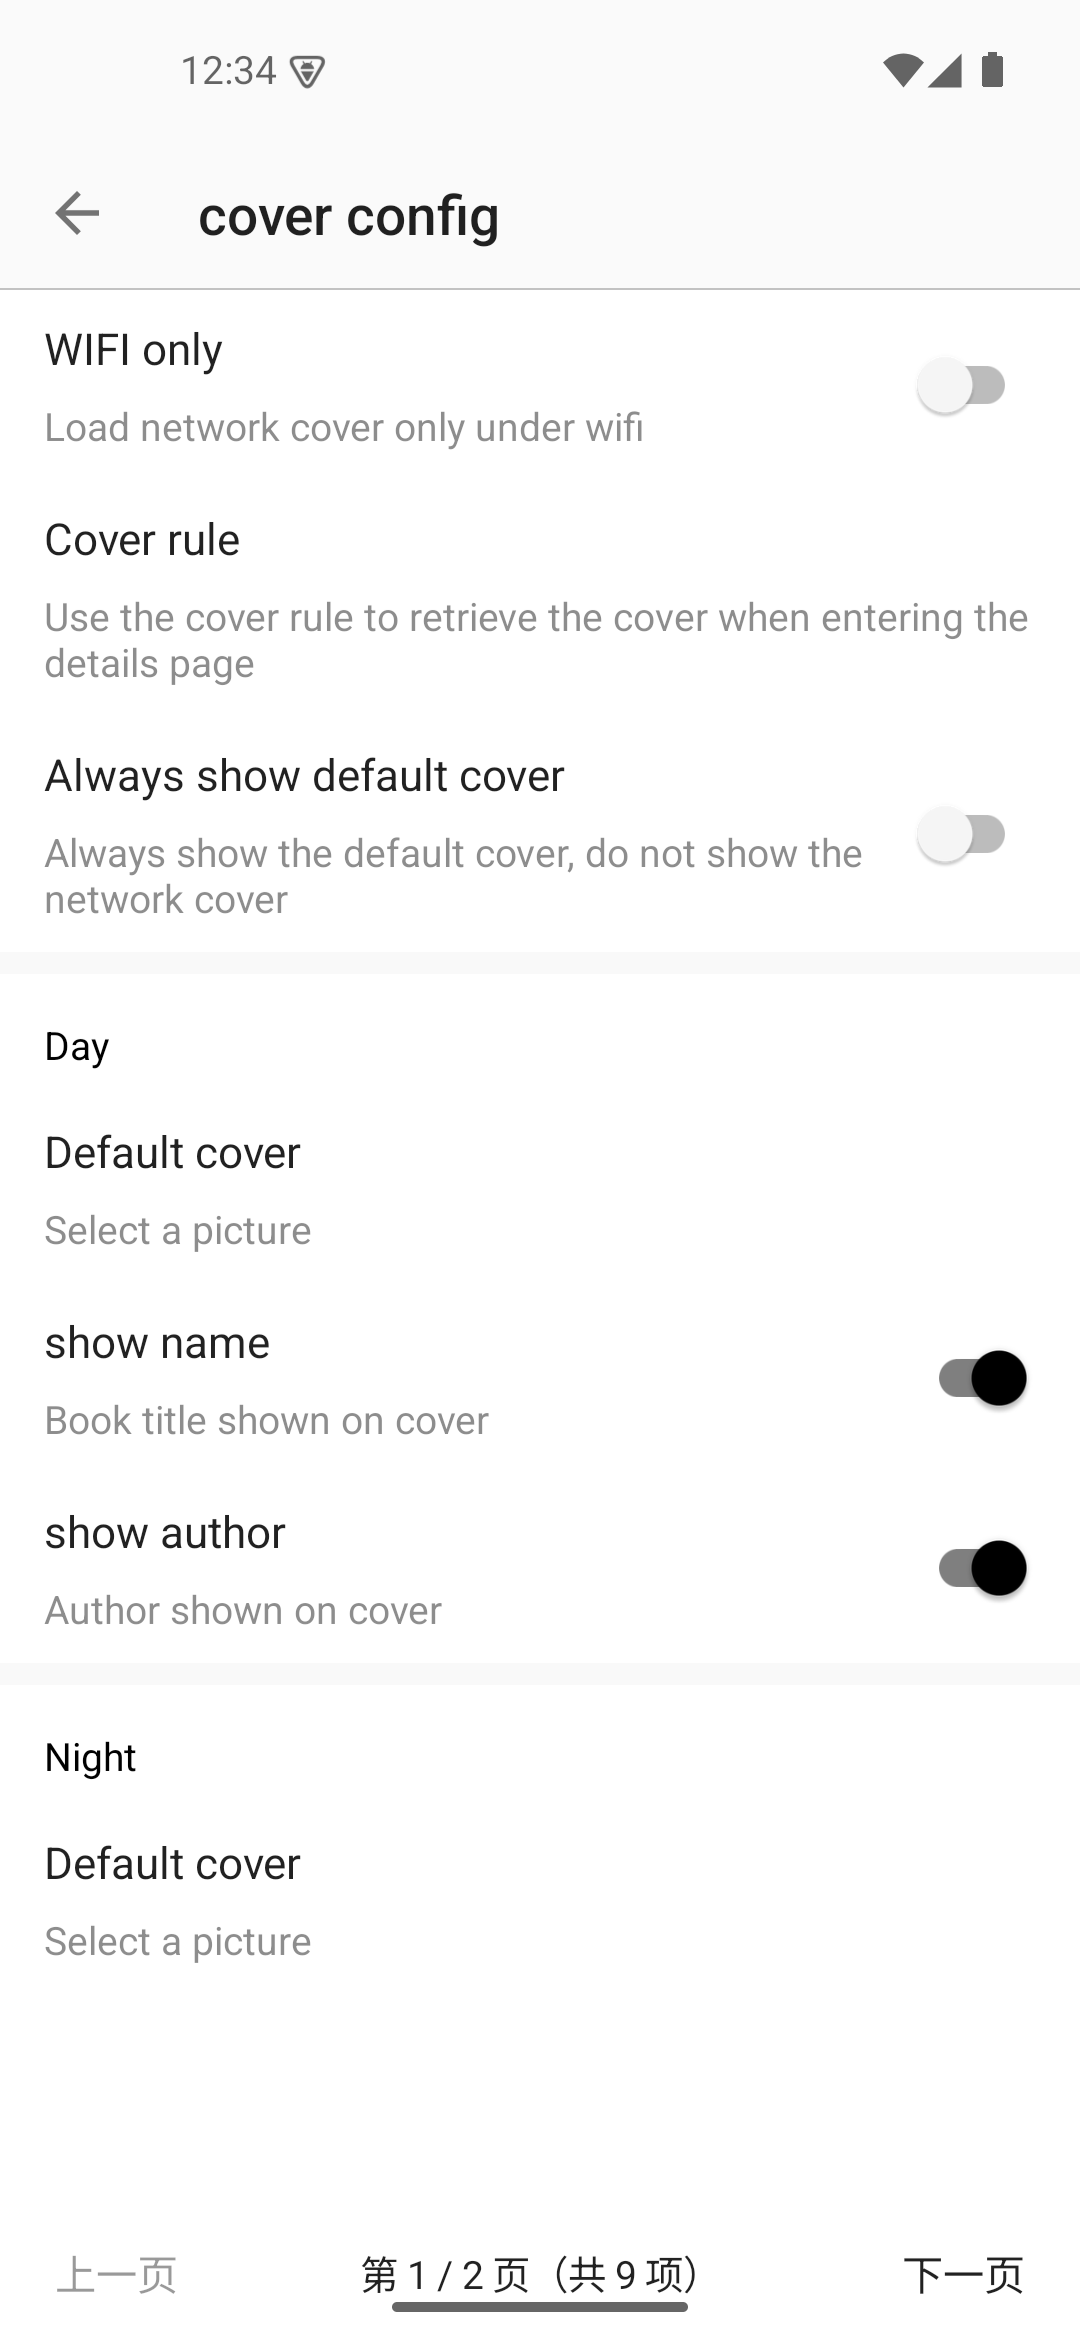 12:34
cover config
WIFI only
Load network cover only under wifi
Cover rule
Use the cover rule to retrieve the cover when entering the
details page
Always show default cover
Always show the default cover, do not show the
network cover
Day
Default cover
Select a picture
show name
Book title shown on cover
show author
Author shown on cover
Night
Default cover
Select a picture
上一页
第 1 / 2 页（共 9 项）
下一页